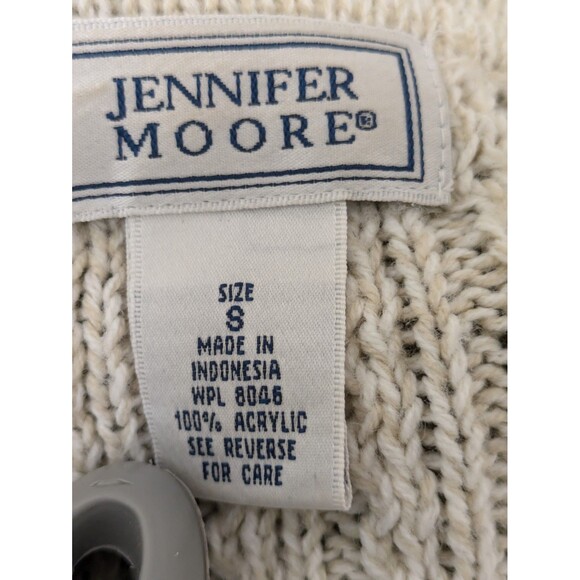 JENNIFER
MOORE®
SIZE
S
MADE IN
INDONESIA
WPL 8046
100% ACRYLIC
SEE REVERSE
FOR CARE